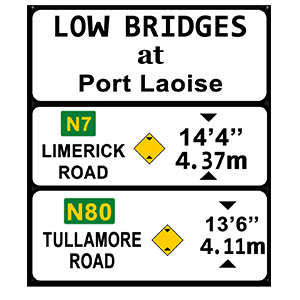 LOW BRIDGES
at
Port Laoise
N7
LIMERICK
ROAD
14'4"
4.37m
N80
TULLAMORE
ROAD
13'6"
4.11m